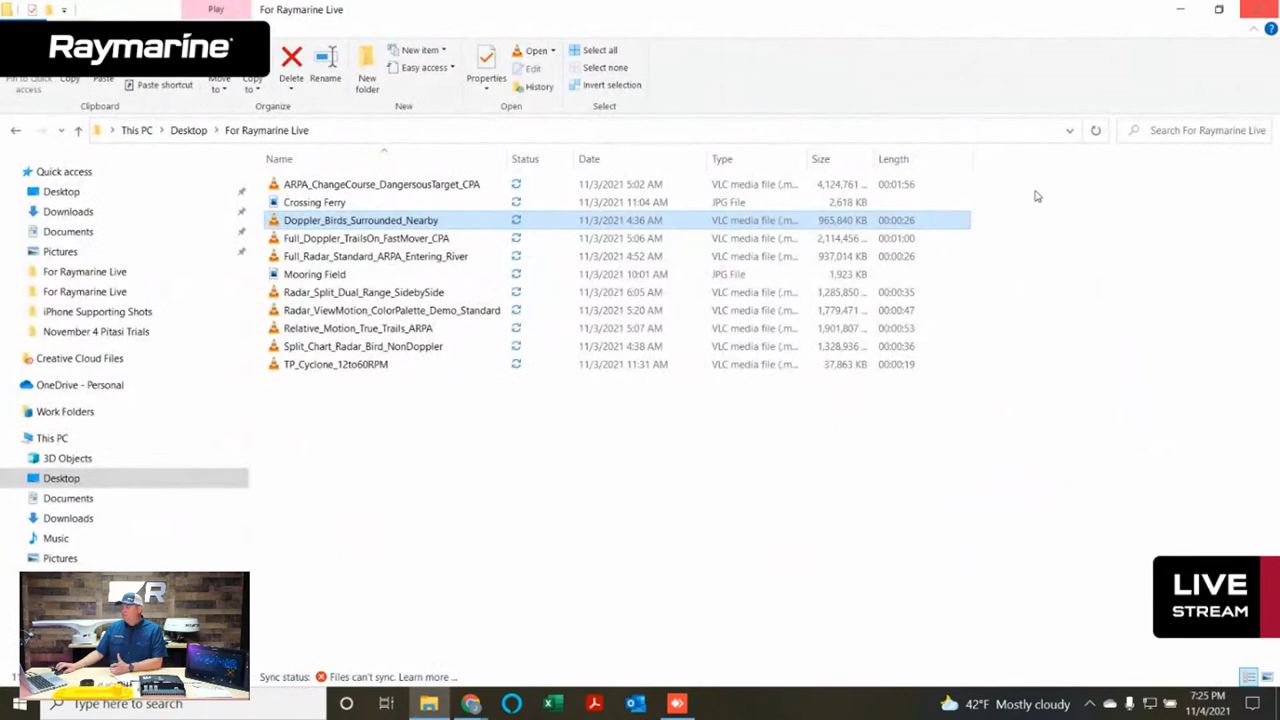 Play
For Raymarine Live
Raymarine
Pin to Quick access
Copy
Paste
Paste shortcut
Clipboard
Move to
Copy to
Delete
Rename
Organize
New folder
New item
Easy access
New
Properties
Open
Edit
History
Open
Select all
Select none
Invert selection
Select
This PC > Desktop > For Raymarine Live
Search For Raymarine Live
Quick access
Desktop
Downloads
Documents
Pictures
For Raymarine Live
For Raymarine Live
iPhone Supporting Shots
November 4 Pitasi Trials
Creative Cloud Files
OneDrive - Personal
Work Folders
This PC
3D Objects
Desktop
Documents
Downloads
Music
Pictures
Name Status Date Type Size Length
ARPA_ChangeCourse_DangersousTarget_CPA 11/3/2021 5:02 AM VLC media file (.m... 4,124,761 ... 00:01:56
Crossing Ferry 11/3/2021 11:04 AM JPG File 2,618 KB
Doppler_Birds_Surrounded_Nearby 11/3/2021 4:36 AM VLC media file (.m... 965,840 KB 00:00:26
Full_Doppler_TrailsOn_FastMover_CPA 11/3/2021 5:06 AM VLC media file (.m... 2,114,456 ... 00:01:00
Full_Radar_Standard_ARPA_Entering_River 11/3/2021 4:52 AM VLC media file (.m... 937,014 KB 00:00:26
Mooring Field 11/3/2021 10:01 AM JPG File 1,923 KB
Radar_Split_Dual_Range_SidebySide 11/3/2021 6:05 AM VLC media file (.m... 1,285,850 ... 00:00:35
Radar_ViewMotion_ColorPalette_Demo_Standard 11/3/2021 5:20 AM VLC media file (.m... 1,779,471 ... 00:00:47
Relative_Motion_True_Trails_ARPA 11/3/2021 5:07 AM VLC media file (.m... 1,901,807 ... 00:00:53
Split_Chart_Radar_Bird_NonDoppler 11/3/2021 4:38 AM VLC media file (.m... 1,328,936 ... 00:00:36
TP_Cyclone_12to60RPM 11/3/2021 11:31 AM VLC media file (.m... 37,863 KB 00:00:19
LIVE
STREAM
R
Sync status: Files can't sync. Learn more ...
Type here to search
42°F Mostly cloudy
7:25 PM
11/4/2021